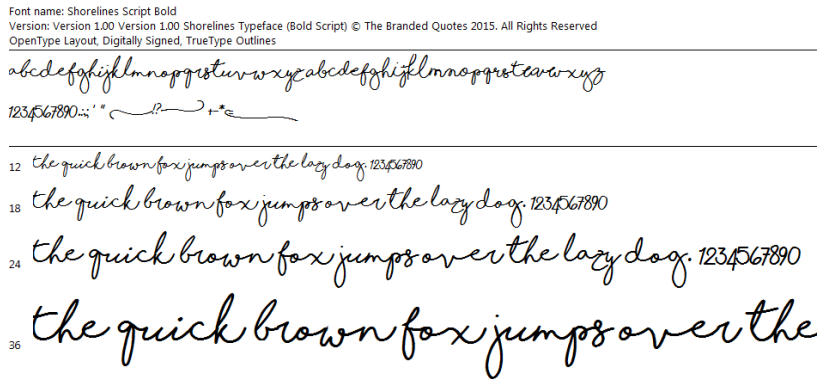 Font name: Shorelines Script Bold
Version: Version 1.00 Version 1.00 Shorelines Typeface (Bold Script) © The Branded Quotes 2015. All Rights Reserved
OpenType Layout, Digitally Signed, TrueType Outlines
abcdefghijklmnopqrstuvwxyzabcdefghijklmnopqrstuvwxyz
1234567890.:,; ' " (!?) +-*=
12 the quick brown fox jumps over the lazy dog. 1234567890
18 the quick brown fox jumps over the lazy dog. 1234567890
24 the quick brown fox jumps over the lazy dog. 1234567890
36 the quick brown fox jumps over the